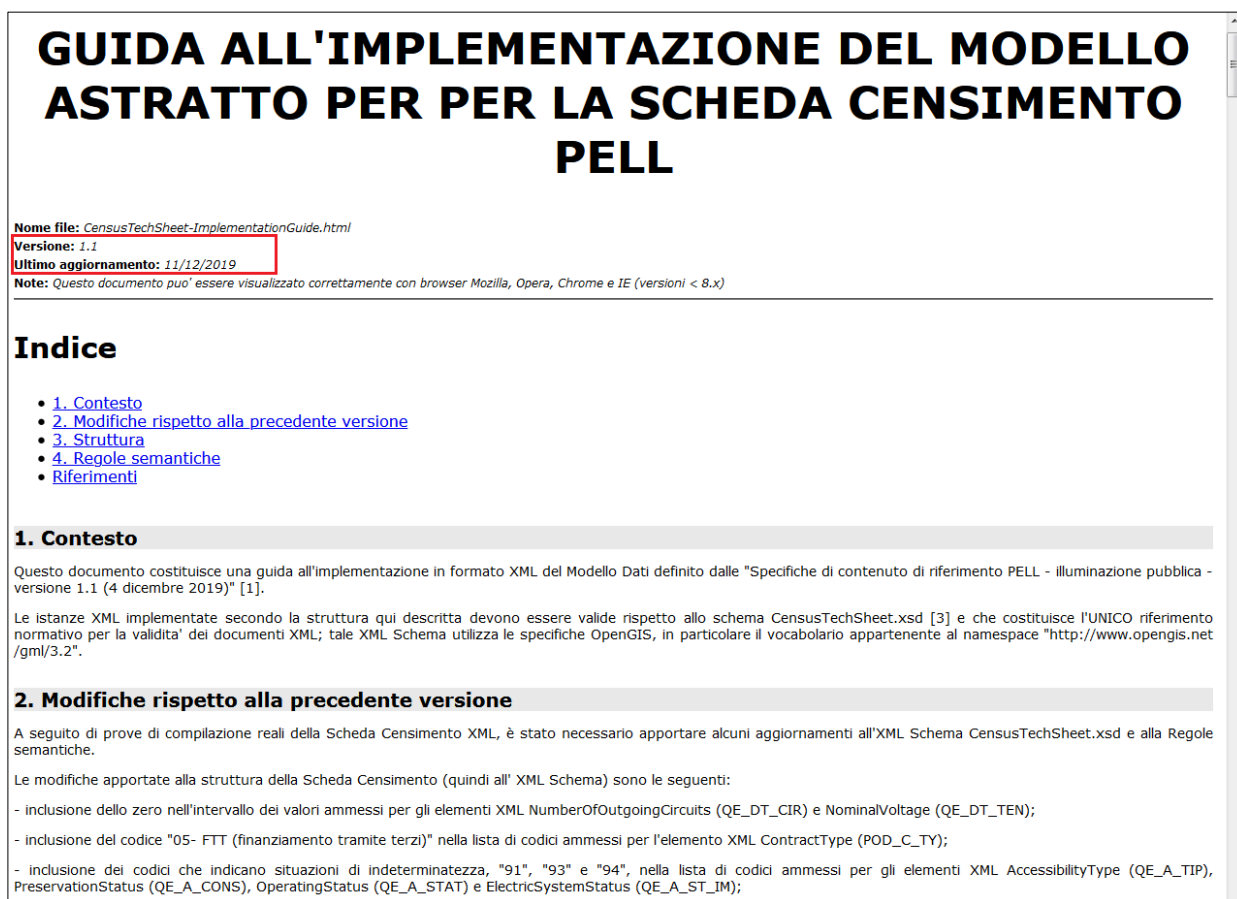 GUIDA ALL'IMPLEMENTAZIONE DEL MODELLO
ASTRATTO PER PER LA SCHEDA CENSIMENTO
PELL
Nome file: CensusTechSheet-ImplementationGuide.html
Versione: 1.1
Ultimo aggiornamento: 11/12/2019
Note: Questo documento puo' essere visualizzato correttamente con browser Mozilla, Opera, Chrome e IE (versioni < 8.x)
Indice
• 1. Contesto
• 2. Modifiche rispetto alla precedente versione
• 3. Struttura
• 4. Regole semantiche
• Riferimenti
1. Contesto
Questo documento costituisce una guida all'implementazione in formato XML del Modello Dati definito dalle "Specifiche di contenuto di riferimento PELL - illuminazione pubblica -
versione 1.1 (4 dicembre 2019)" [1].
Le istanze XML implementate secondo la struttura qui descritta devono essere valide rispetto allo schema CensusTechSheet.xsd [3] e che costituisce l'UNICO riferimento
normativo per la validita' dei documenti XML; tale XML Schema utilizza le specifiche OpenGIS, in particolare il vocabolario appartenente al namespace "http://www.opengis.net
/gml/3.2".
2. Modifiche rispetto alla precedente versione
A seguito di prove di compilazione reali della Scheda Censimento XML, è stato necessario apportare alcuni aggiornamenti all'XML Schema CensusTechSheet.xsd e alla Regole
semantiche.
Le modifiche apportate alla struttura della Scheda Censimento (quindi all' XML Schema) sono le seguenti:
- inclusione dello zero nell'intervallo dei valori ammessi per gli elementi XML NumberOfOutgoingCircuits (QE_DT_CIR) e NominalVoltage (QE_DT_TEN);
- inclusione del codice "05- FTT (finanziamento tramite terzi)" nella lista di codici ammessi per l'elemento XML ContractType (POD_C_TY);
- inclusione dei codici che indicano situazioni di indeterminatezza, "91", "93" e "94", nella lista di codici ammessi per gli elementi XML AccessibilityType (QE_A_TIP),
PreservationStatus (QE_A_CONS), OperatingStatus (QE_A_STAT) e ElectricSystemStatus (QE_A_ST_IM);